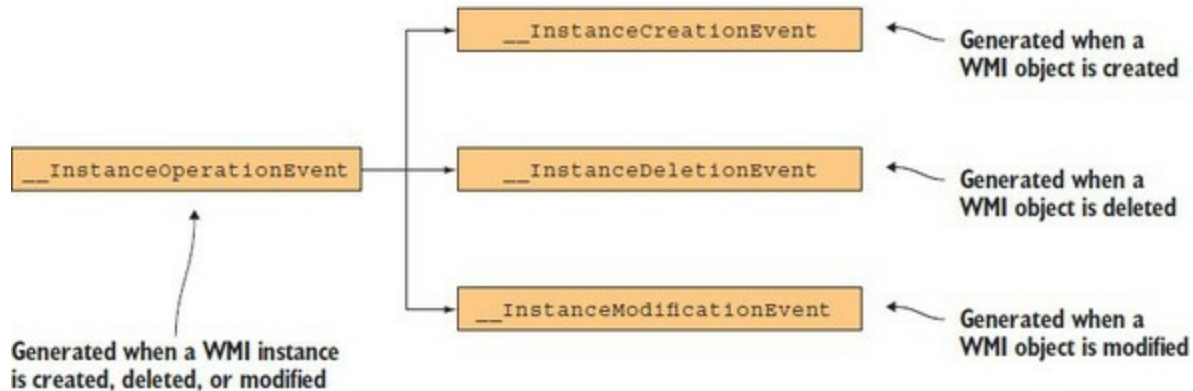 __InstanceCreationEvent
Generated when a
WMI object is created
__InstanceOperationEvent
__InstanceDeletionEvent
Generated when a
WMI object is deleted
__InstanceModificationEvent
Generated when a
WMI object is modified
Generated when a WMI instance
is created, deleted, or modified